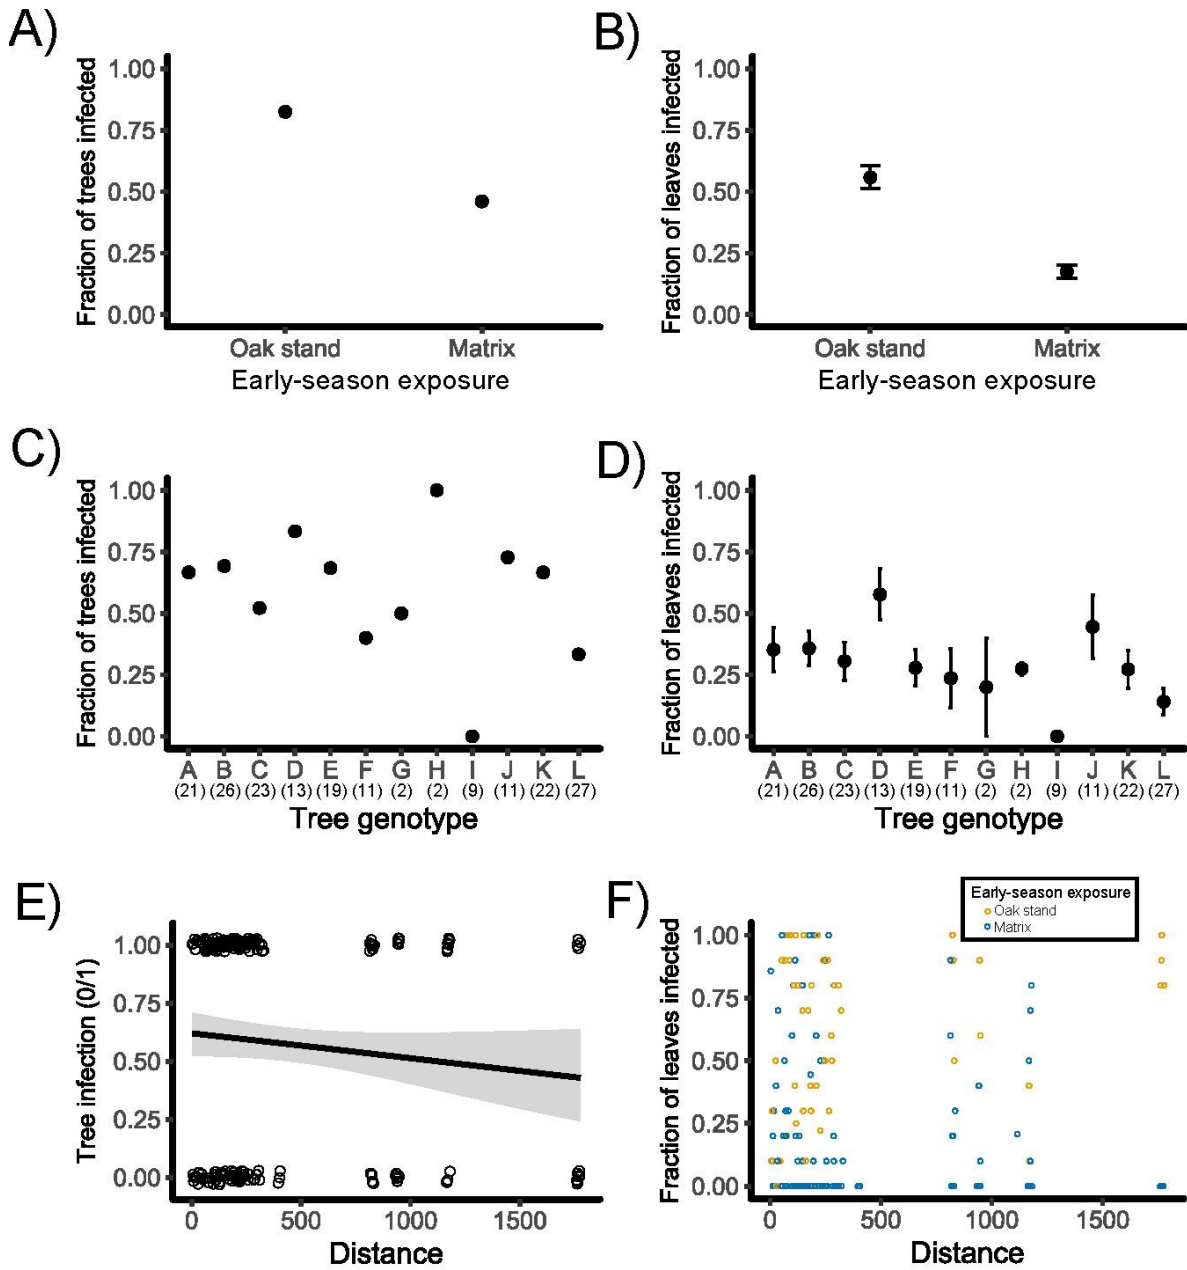 A)
Fraction of trees infected
1.00
0.75
0.50
0.25
0.00
Oak stand Matrix
Early-season exposure
B)
Fraction of leaves infected
1.00
0.75
0.50
0.25
0.00
Oak stand Matrix
Early-season exposure
C)
Fraction of trees infected
1.00
0.75
0.50
0.25
0.00
A B C D E F G H I J K L
(21) (26) (23) (13) (19) (11) (2) (2) (9) (11) (22) (27)
Tree genotype
D)
Fraction of leaves infected
1.00
0.75
0.50
0.25
0.00
A B C D E F G H I J K L
(21) (26) (23) (13) (19) (11) (2) (2) (9) (11) (22) (27)
Tree genotype
E)
Tree infection (0/1)
1.00
0.75
0.50
0.25
0.00
0 500 1000 1500
Distance
F)
Early-season exposure
Oak stand
Matrix
Fraction of leaves infected
1.00
0.75
0.50
0.25
0.00
0 500 1000 1500
Distance